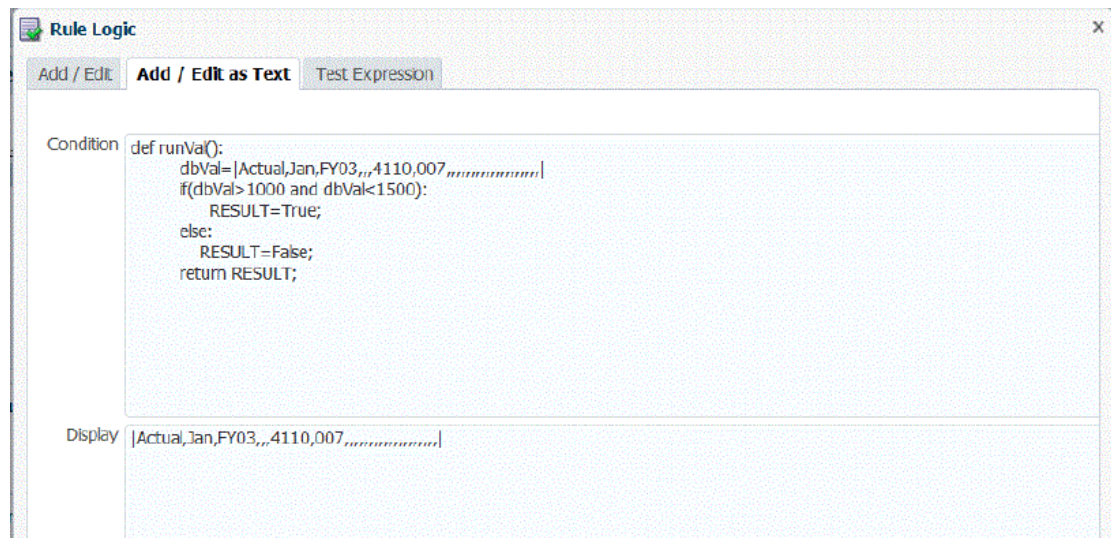 Rule Logic
Add / Edit
Add / Edit as Text
Test Expression
Condition
def runVal():
dbVal=|Actual,Jan,FY03,,,4110,007,,,,,,,,,,,,,,,,,,,|
if(dbVal>1000 and dbVal<1500):
RESULT=True;
else:
RESULT=False;
return RESULT;
Display
|Actual,Jan,FY03,,,4110,007,,,,,,,,,,,,,,,,,,,|